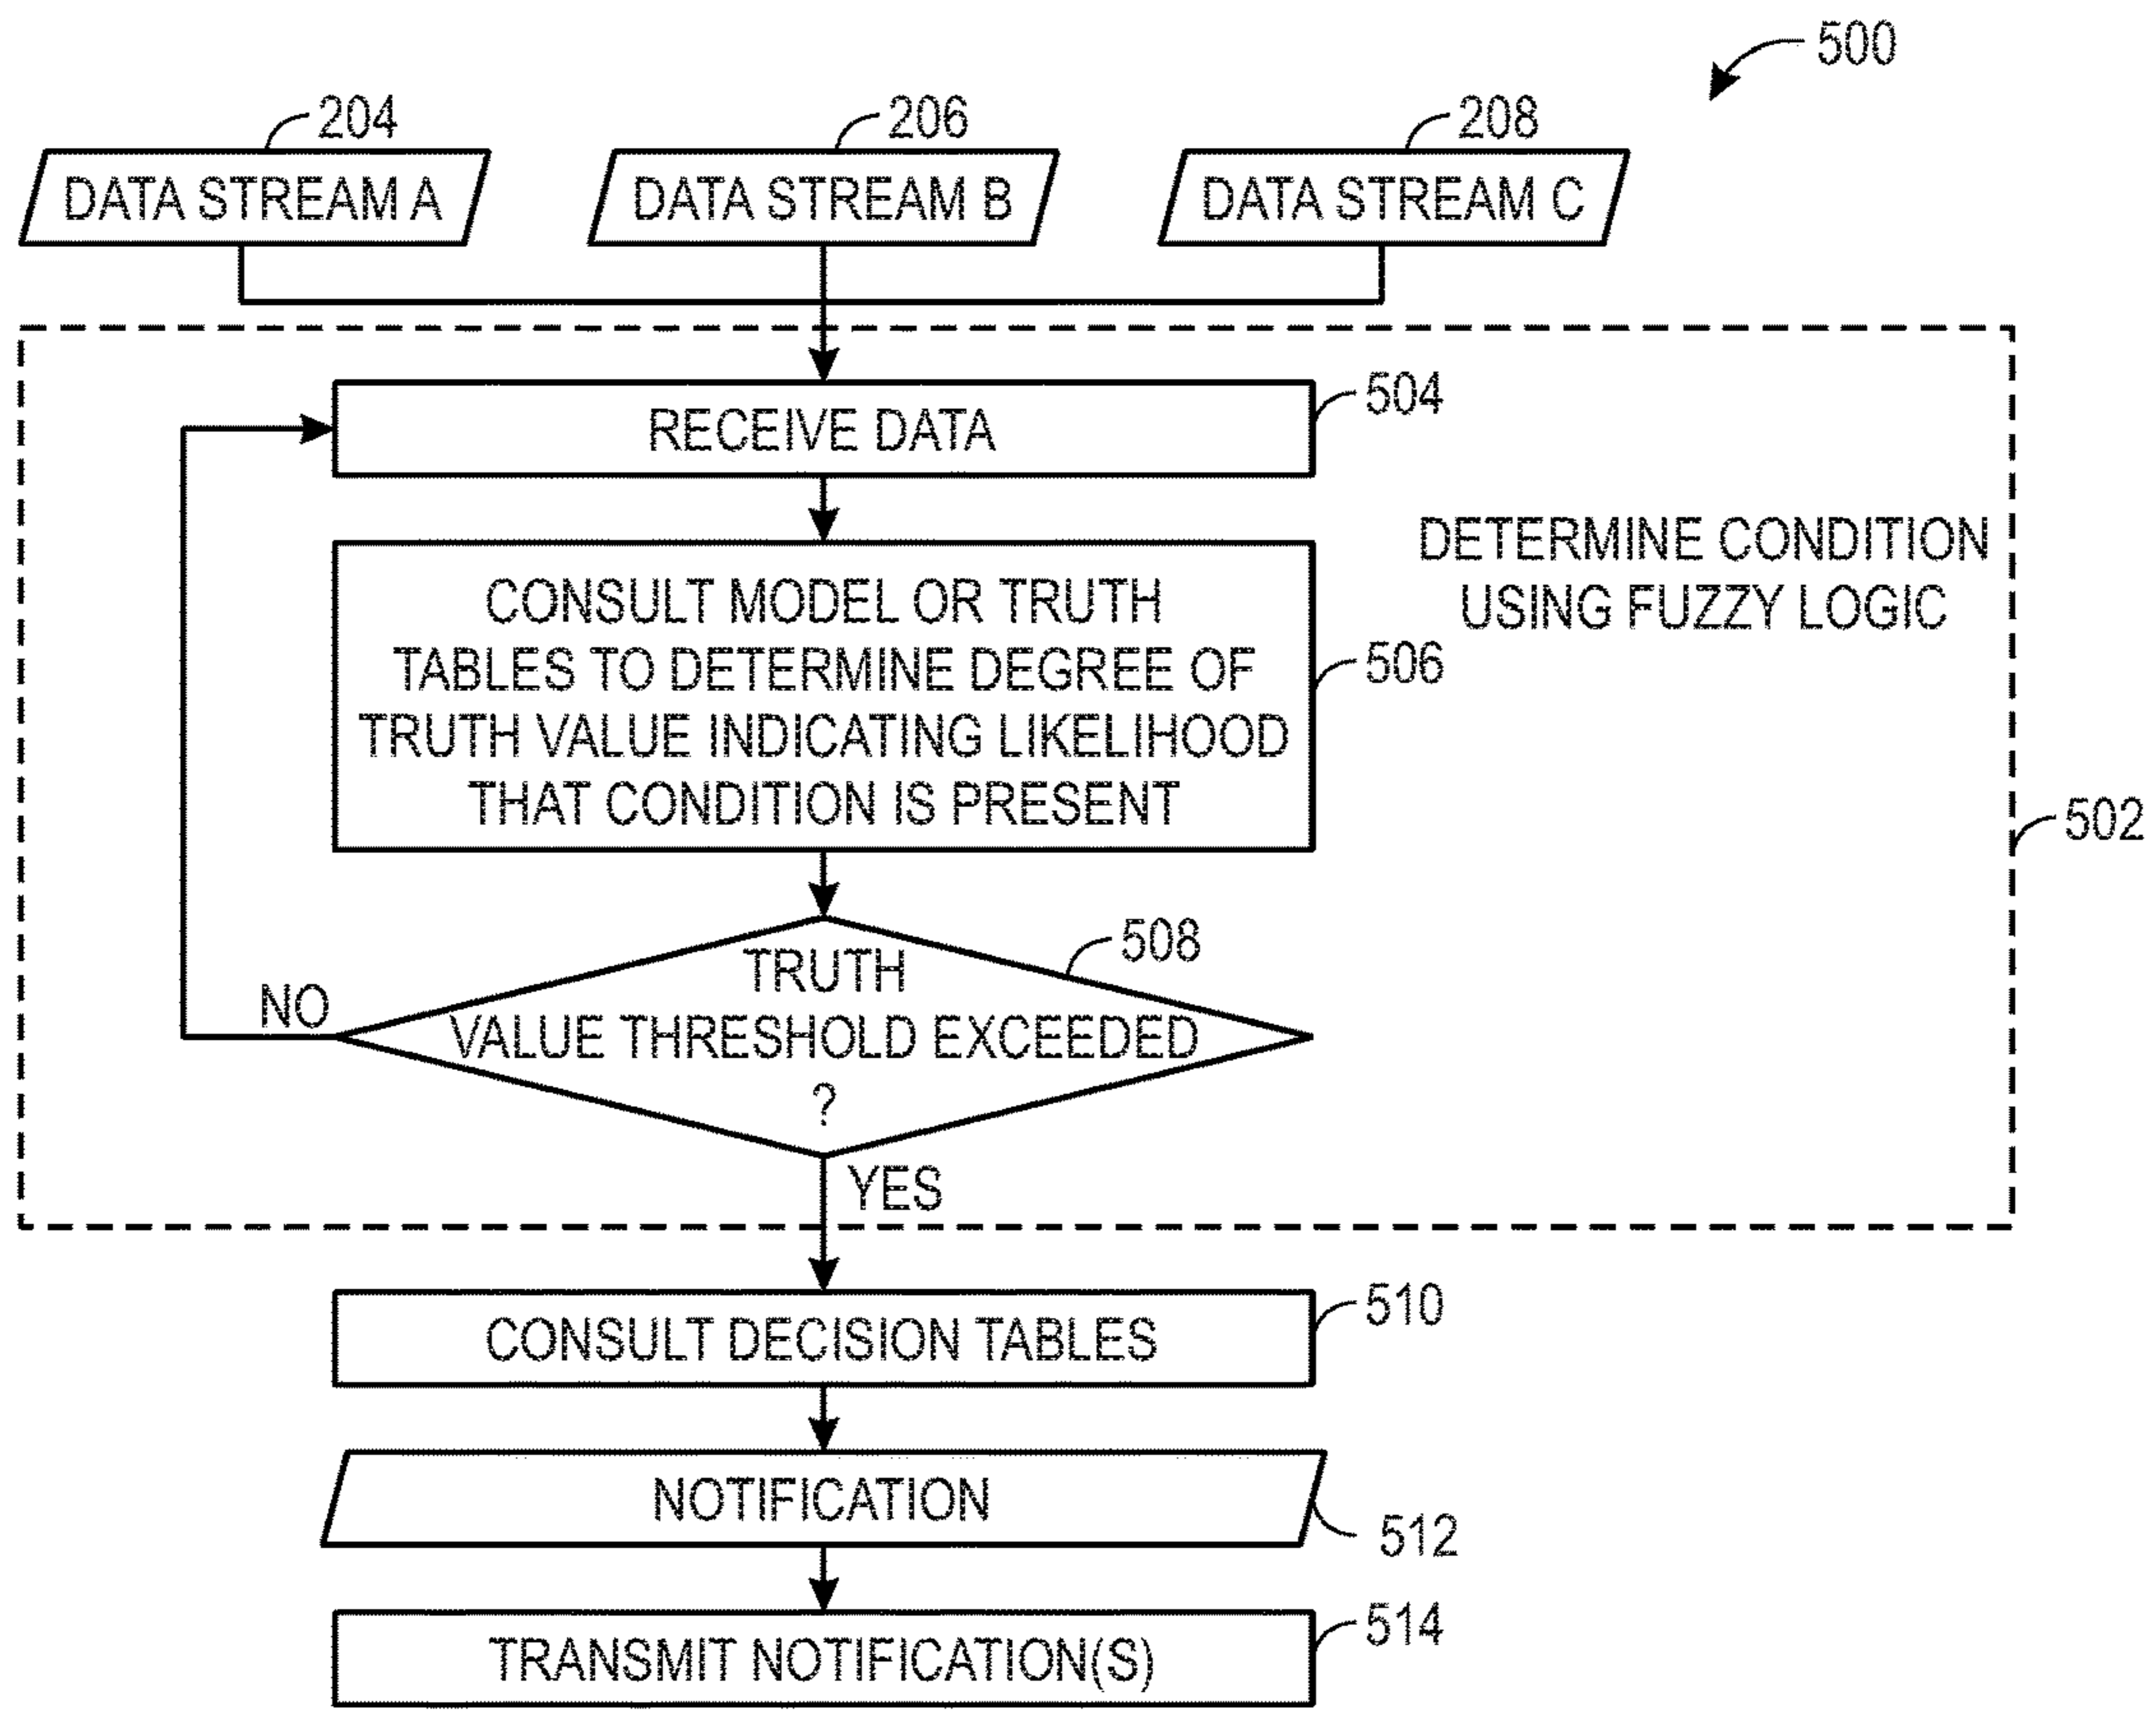 500
204
206
208
DATA STREAM A
DATA STREAM B
DATA STREAM C
504
RECEIVE DATA
DETERMINE CONDITION
USING FUZZY LOGIC
CONSULT MODEL OR TRUTH
TABLES TO DETERMINE DEGREE OF
TRUTH VALUE INDICATING LIKELIHOOD
THAT CONDITION IS PRESENT
506
502
508
TRUTH
VALUE THRESHOLD EXCEEDED
?
NO
YES
510
CONSULT DECISION TABLES
NOTIFICATION
512
514
TRANSMIT NOTIFICATION(S)